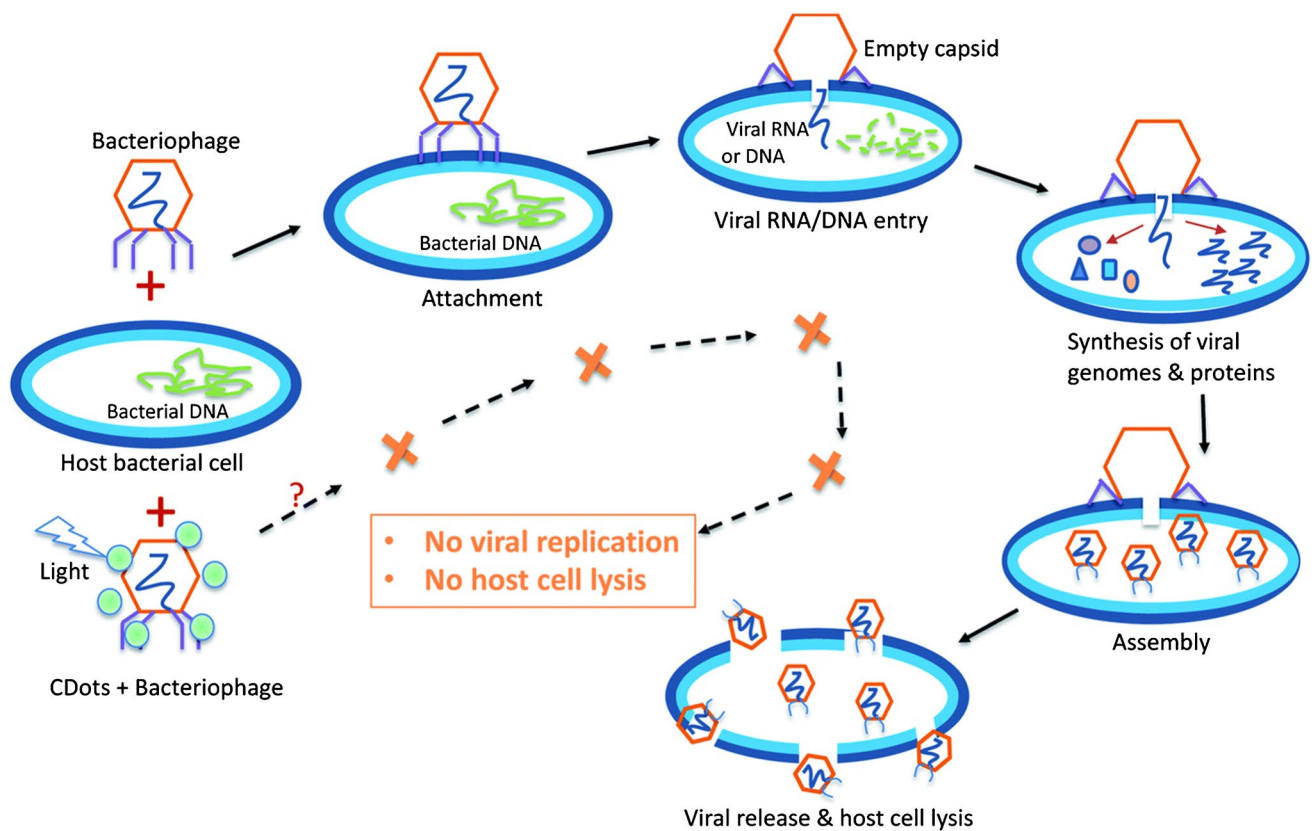 Bacteriophage
+
Bacterial DNA
Host bacterial cell
+
Light
CDots + Bacteriophage
Bacterial DNA
Attachment
Empty capsid
Viral RNA
or DNA
Viral RNA/DNA entry
Synthesis of viral
genomes & proteins
Assembly
Viral release & host cell lysis
?
• No viral replication
• No host cell lysis